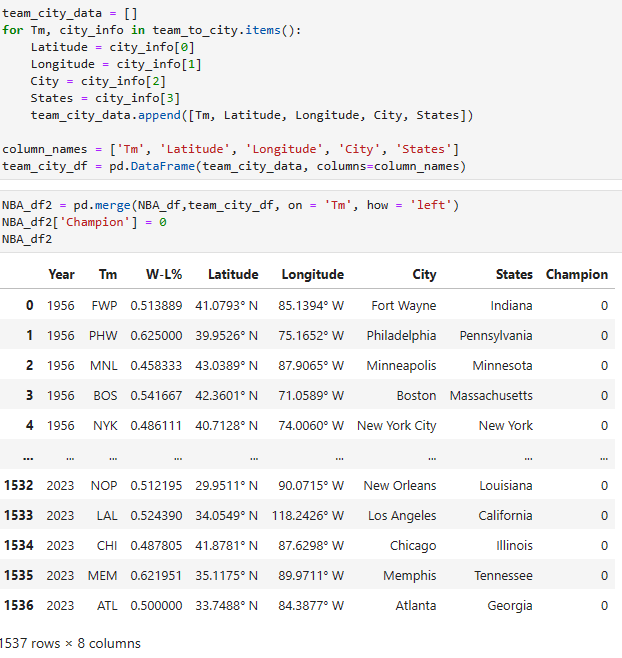 team_city_data = []
for Tm, city_info in team_to_city.items():
    Latitude = city_info[0]
    Longitude = city_info[1]
    City = city_info[2]
    States = city_info[3]
    team_city_data.append([Tm, Latitude, Longitude, City, States])
column_names = ['Tm', 'Latitude', 'Longitude', 'City', 'States']
team_city_df = pd.DataFrame(team_city_data, columns=column_names)
NBA_df2 = pd.merge(NBA_df,team_city_df, on = 'Tm', how = 'left')
NBA_df2['Champion'] = 0
NBA_df2
Year Tm W-L% Latitude Longitude City States Champion
0 1956 FWP 0.513889 41.0793° N 85.1394° W Fort Wayne Indiana 0
1 1956 PHW 0.625000 39.9526° N 75.1652° W Philadelphia Pennsylvania 0
2 1956 MNL 0.458333 43.0389° N 87.9065° W Minneapolis Minnesota 0
3 1956 BOS 0.541667 42.3601° N 71.0589° W Boston Massachusetts 0
4 1956 NYK 0.486111 40.7128° N 74.0060° W New York City New York 0
... ... ... ... ... ... ... ... ...
1532 2023 NOP 0.512195 29.9511° N 90.0715° W New Orleans Louisiana 0
1533 2023 LAL 0.524390 34.0549° N 118.2426° W Los Angeles California 0
1534 2023 CHI 0.487805 41.8781° N 87.6298° W Chicago Illinois 0
1535 2023 MEM 0.621951 35.1175° N 89.9711° W Memphis Tennessee 0
1536 2023 ATL 0.500000 33.7488° N 84.3877° W Atlanta Georgia 0
1537 rows × 8 columns